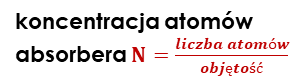 koncentracja atomów
absorbera N = liczba atomów / objętość